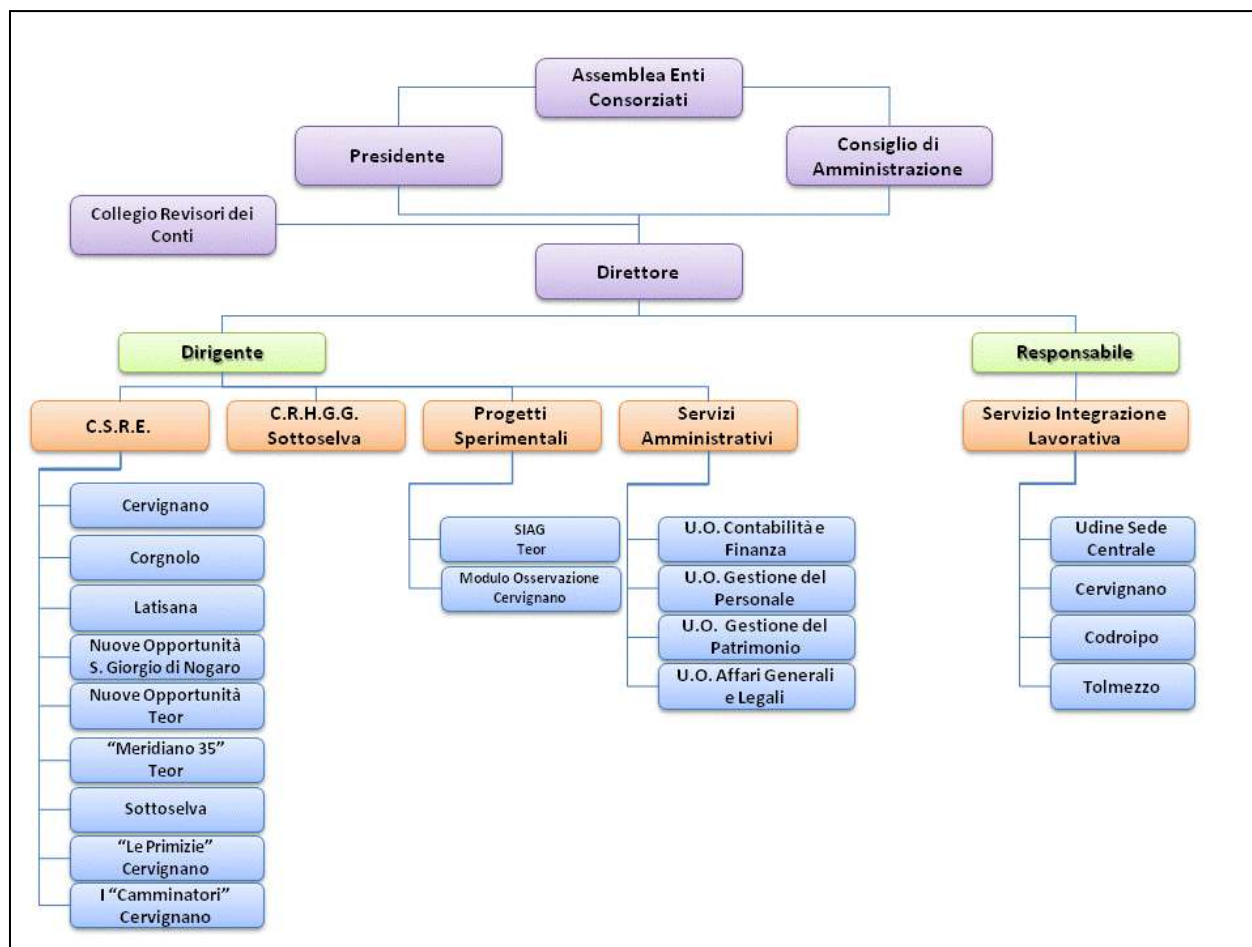 Assemblea Enti
Consorziati
Presidente
Consiglio di
Amministrazione
Collegio Revisori dei
Conti
Direttore
Dirigente
Responsabile
C.S.R.E.
C.R.H.G.G.
Sottoselva
Progetti
Sperimentali
Servizi
Amministrativi
Servizio Integrazione
Lavorativa
Cervignano
Corgnolo
Latisana
Nuove Opportunità
S. Giorgio di Nogaro
Nuove Opportunità
Teor
“Meridiano 35”
Teor
Sottoselva
“Le Primizie”
Cervignano
I “Camminatori”
Cervignano
SIAG
Teor
Modulo Osservazione
Cervignano
U.O. Contabilità e
Finanza
U.O. Gestione del
Personale
U.O. Gestione del
Patrimonio
U.O. Affari Generali
e Legali
Udine Sede
Centrale
Cervignano
Codroipo
Tolmezzo